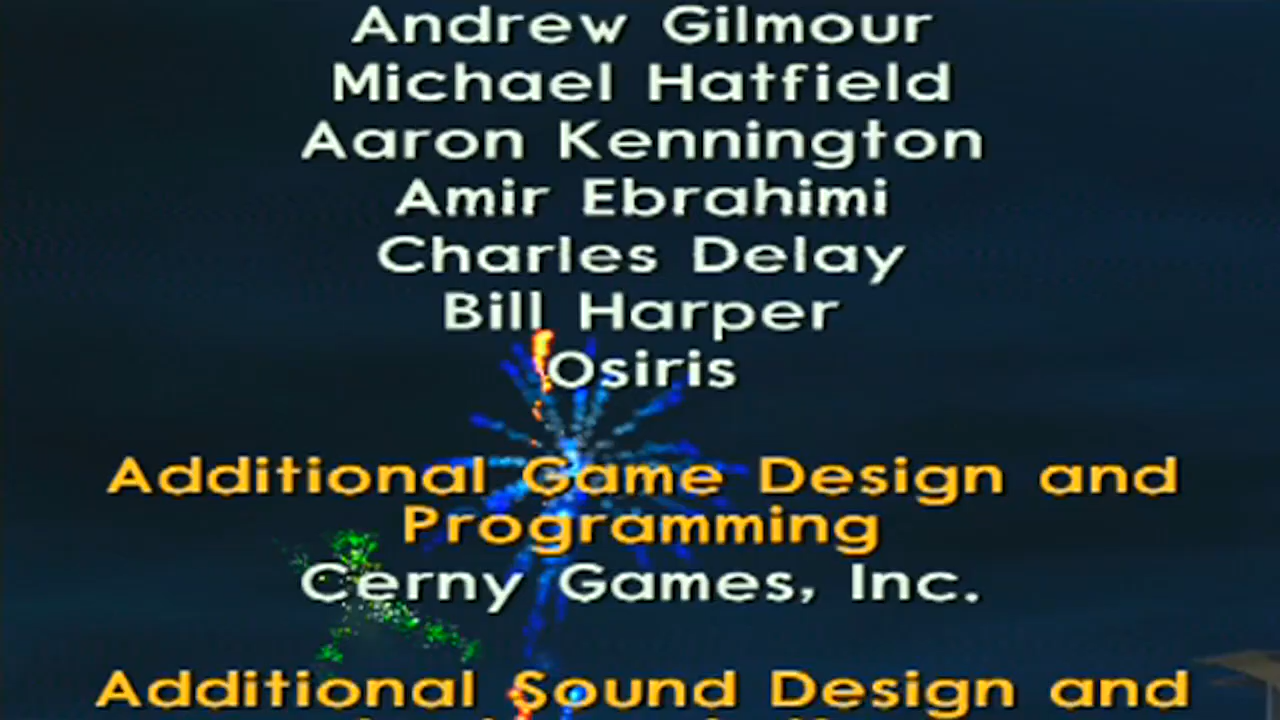 Andrew Gilmour
Michael Hatfield
Aaron Kennington
Amir Ebrahimi
Charles Delay
Bill Harper
Osiris
Additional Game Design and
Programming
Cerny Games, Inc.
Additional Sound Design and